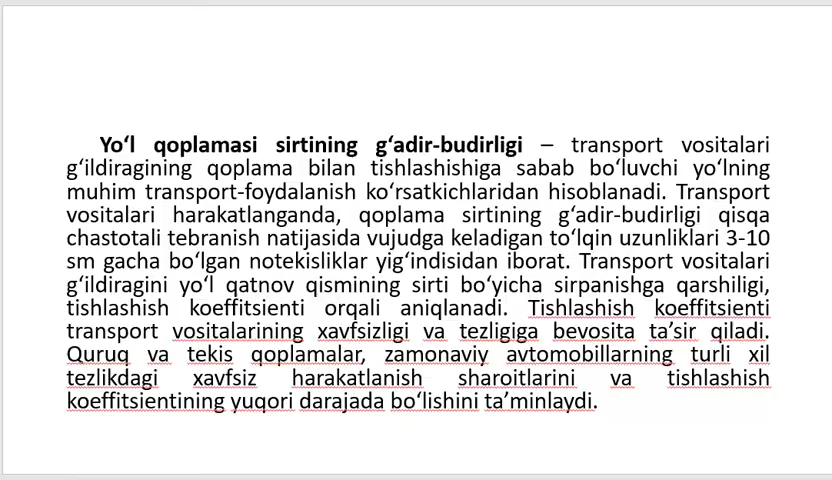 Yo‘l qoplamasi sirtining g‘adir-budirligi – transport vositalari
g‘ildiragining qoplama bilan tishlashishiga sabab bo‘luvchi yo‘lning
muhim transport-foydalanish ko‘rsatkichlaridan hisoblanadi. Transport
vositalari harakatlanganda, qoplama sirtining g‘adir-budirligi qisqa
chastotali tebranish natijasida vujudga keladigan to‘lqin uzunliklari 3-10
sm gacha bo‘lgan notekisliklar yig‘indisidan iborat. Transport vositalari
g‘ildiragini yo‘l qatnov qismining sirti bo‘yicha sirpanishga qarshiligi,
tishlashish koeffitsienti orqali aniqlanadi. Tishlashish koeffitsienti
transport vositalarining xavfsizligi va tezligiga bevosita ta’sir qiladi.
Quruq va tekis qoplamalar, zamonaviy avtomobillarning turli xil
tezlikdagi xavfsiz harakatlanish sharoitlarini va tishlashish
koeffitsientining yuqori darajada bo‘lishini ta’minlaydi.